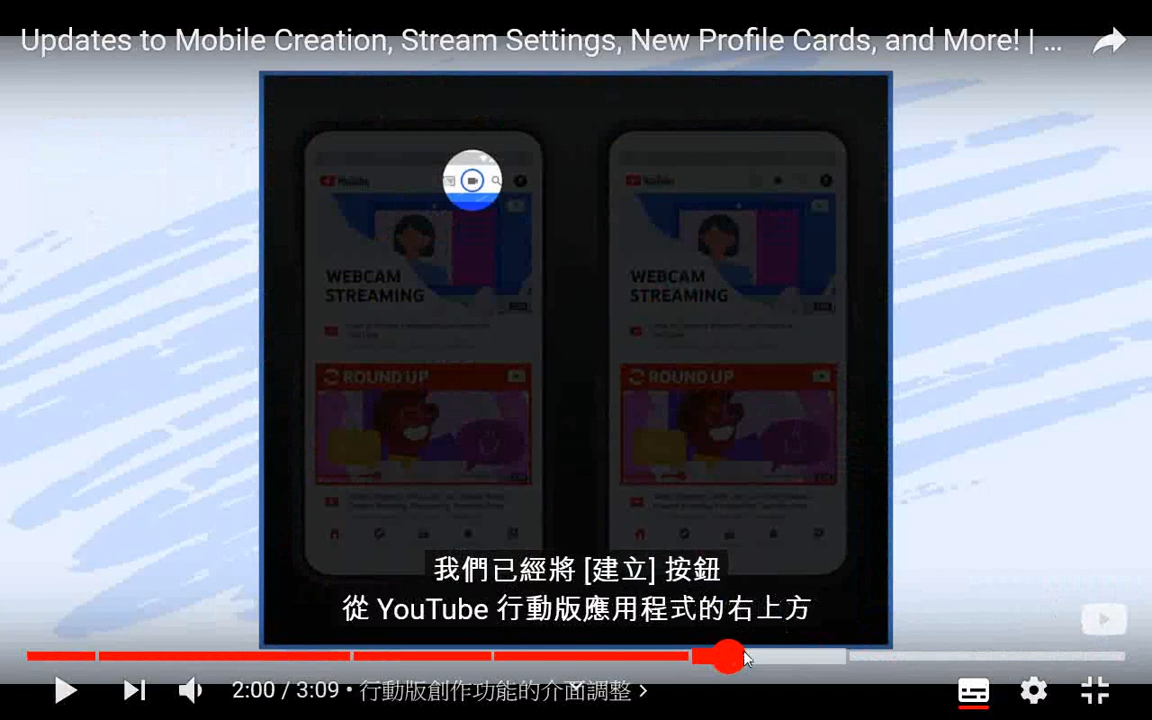 Updates to Mobile Creation, Stream Settings, New Profile Cards, and More! | ...
YouTube
YouTube
WEBCAM
STREAMING
WEBCAM
STREAMING
ROUND UP
ROUND UP
我們已經將 [建立] 按鈕
從 YouTube 行動版應用程式的右上方
2:00 / 3:09 • 行動版創作功能的介面調整 >